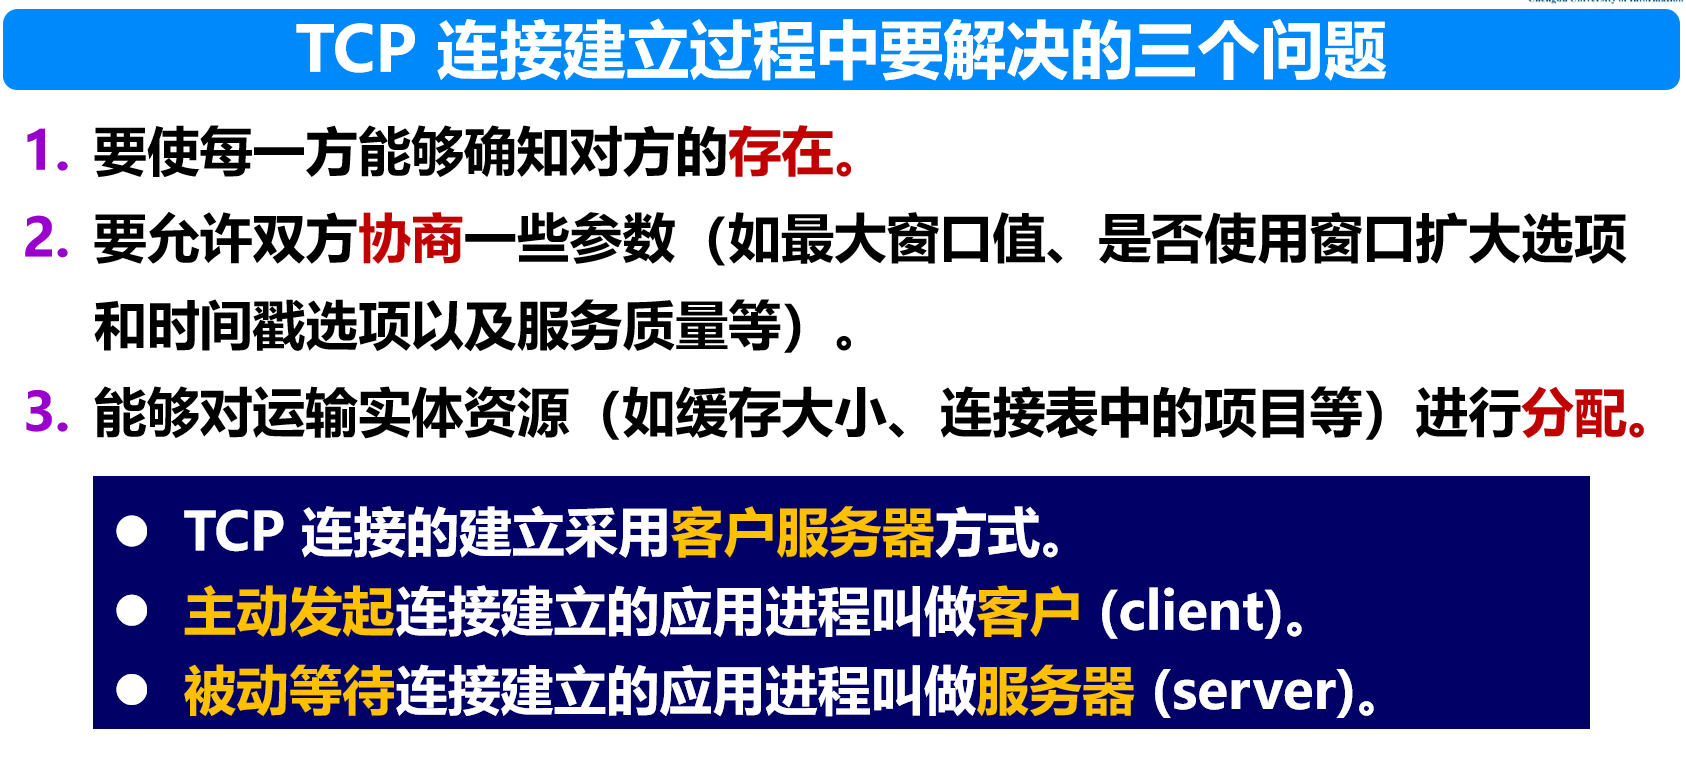 TCP 连接建立过程中要解决的三个问题
1. 要使每一方能够确知对方的存在。
2. 要允许双方协商一些参数（如最大窗口值、是否使用窗口扩大选项
和时间戳选项以及服务质量等）。
3. 能够对运输实体资源（如缓存大小、连接表中的项目等）进行分配。
● TCP 连接的建立采用客户服务器方式。
● 主动发起连接建立的应用进程叫做客户 (client)。
● 被动等待连接建立的应用进程叫做服务器 (server)。